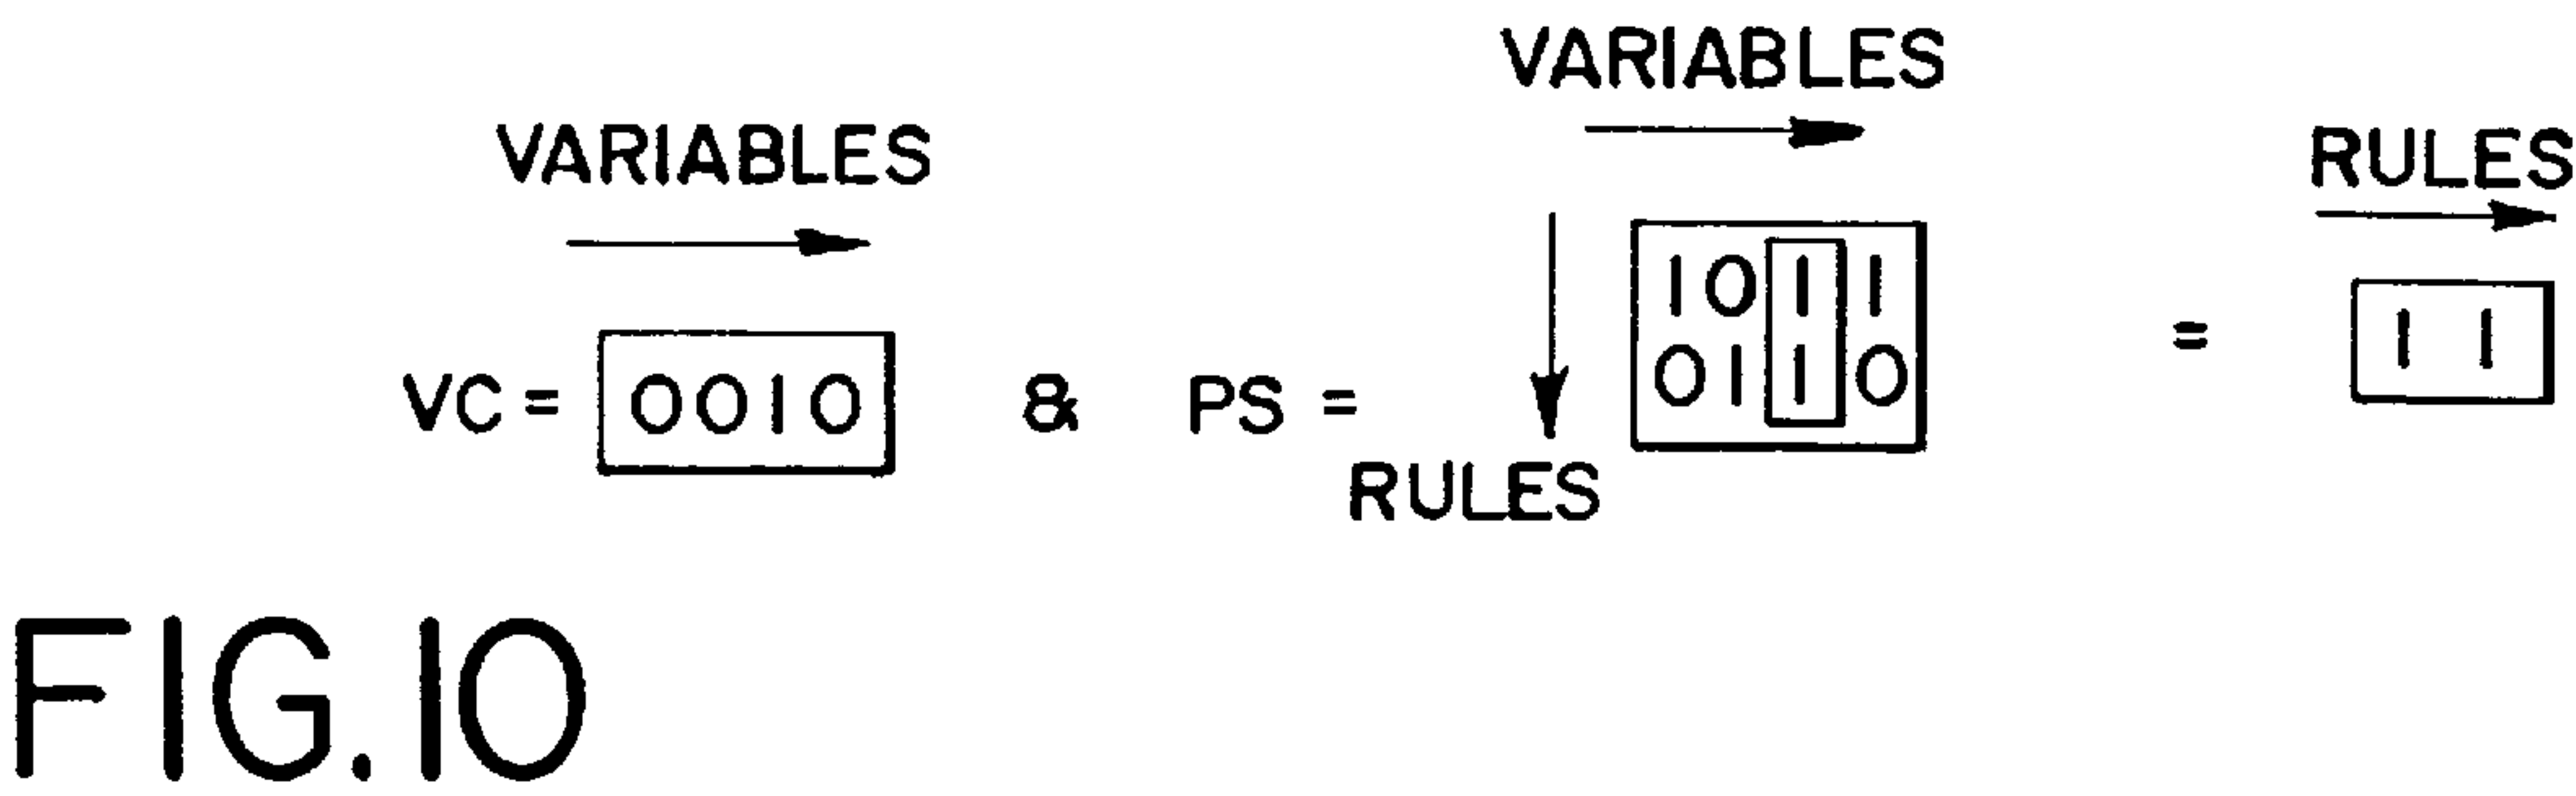 VARIABLES
VARIABLES
RULES
VC = 0010 & PS = 1011
0110
= 11
RULES
FIG.10